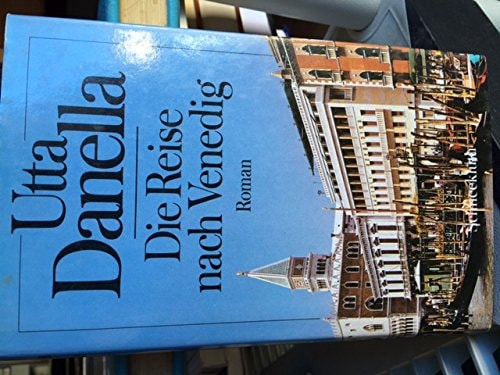 Utta
Danella
Die Reise
nach Venedig
Roman